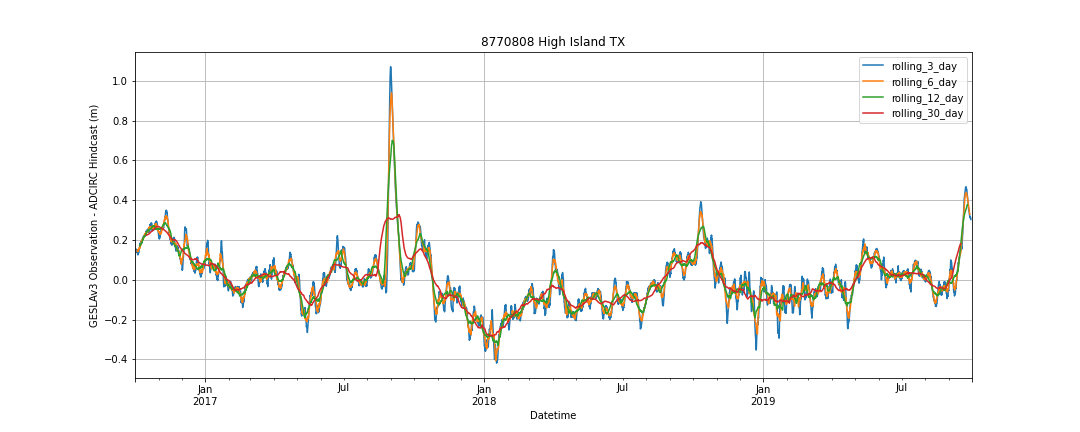 8770808 High Island TX
GESLAv3 Observation - ADCIRC Hindcast (m)
1.0
0.8
0.6
0.4
0.2
0.0
−0.2
−0.4
rolling_3_day
rolling_6_day
rolling_12_day
rolling_30_day
Jan
2017
Jul
Jan
2018
Jul
Jan
2019
Jul
Datetime